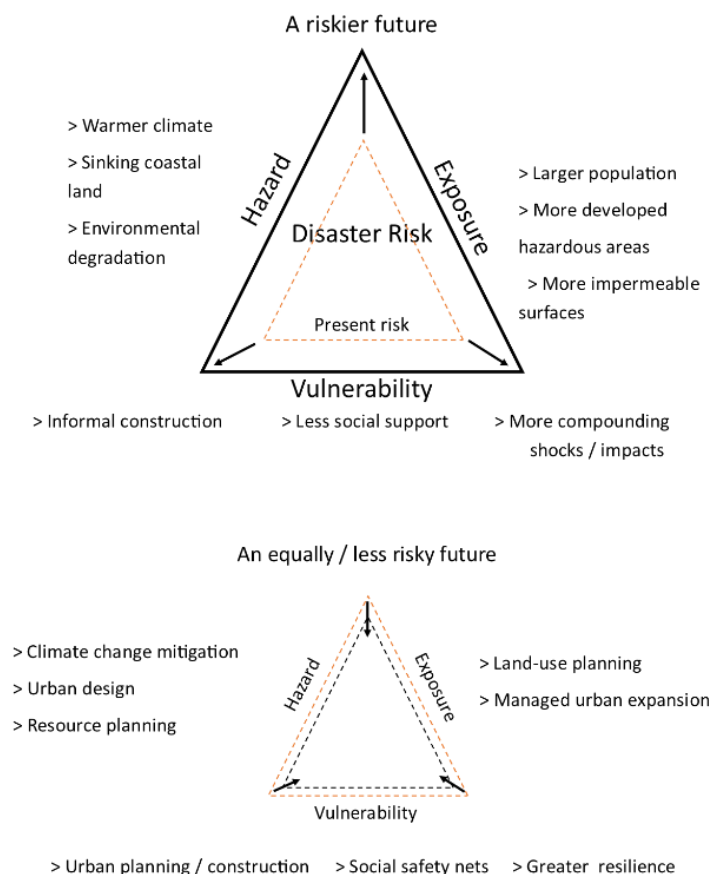 A riskier future
> Warmer climate
> Sinking coastal
land
> Environmental
degradation
Hazard
Exposure
> Larger population
> More developed
hazardous areas
> More impermeable
surfaces
Disaster Risk
Present risk
Vulnerability
> Informal construction
> Less social support
> More compounding
shocks / impacts
An equally / less risky future
> Climate change mitigation
> Urban design
> Resource planning
Hazard
Exposure
> Land-use planning
> Managed urban expansion
Vulnerability
> Urban planning / construction
> Social safety nets
> Greater resilience